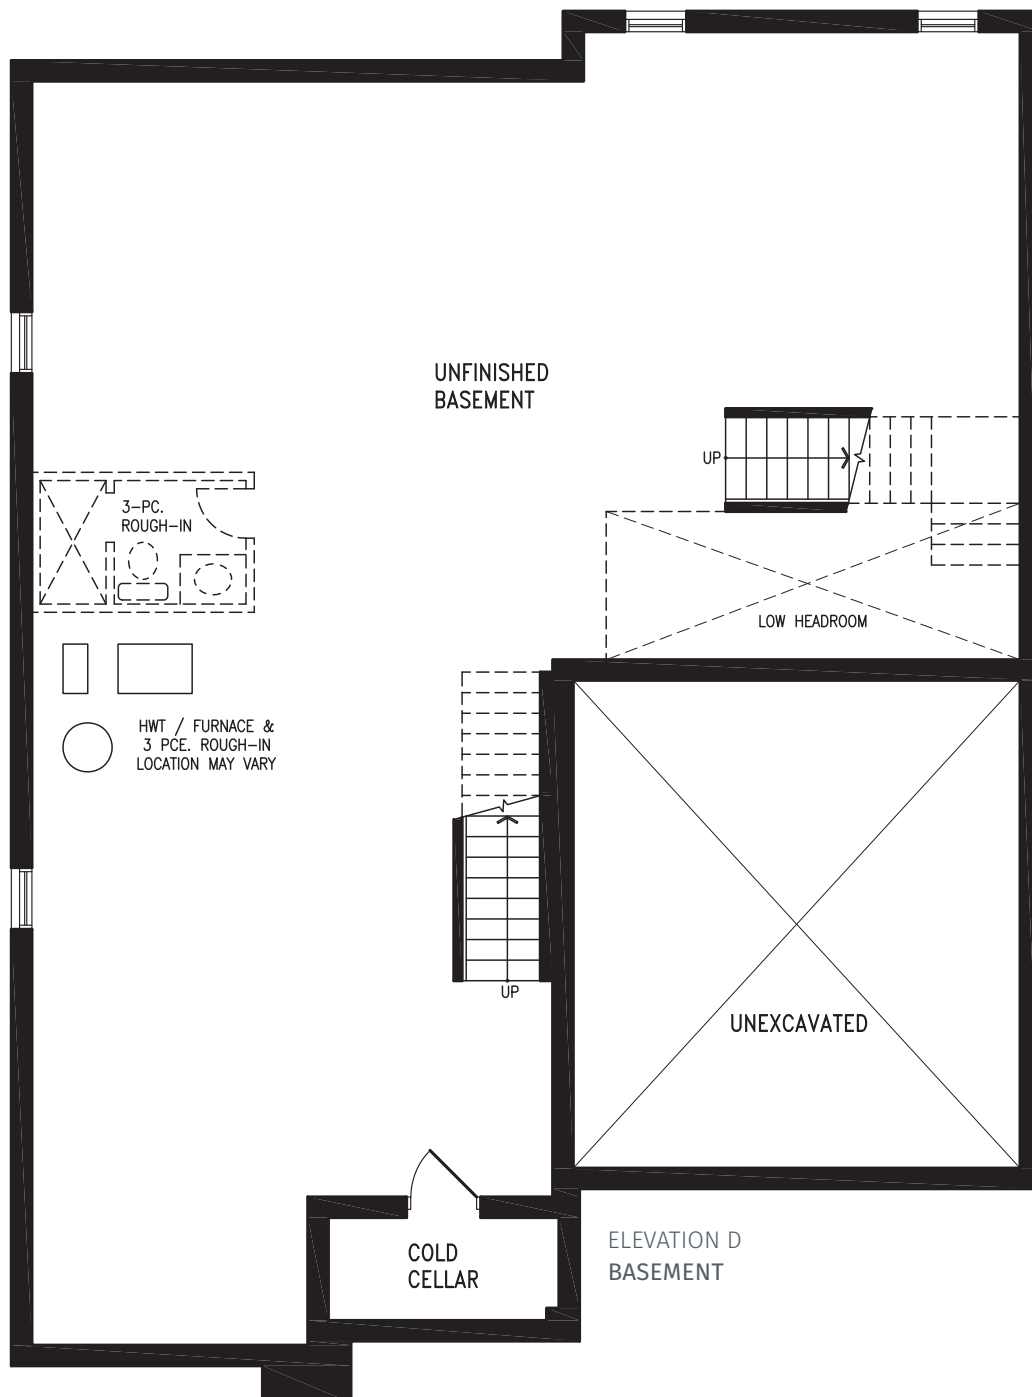 UNFINISHED
BASEMENT
UP
3-PC.
ROUGH-IN
LOW HEADROOM
HWT / FURNACE &
3 PCE. ROUGH-IN
LOCATION MAY VARY
UP
UNEXCAVATED
COLD
CELLAR
ELEVATION D
BASEMENT